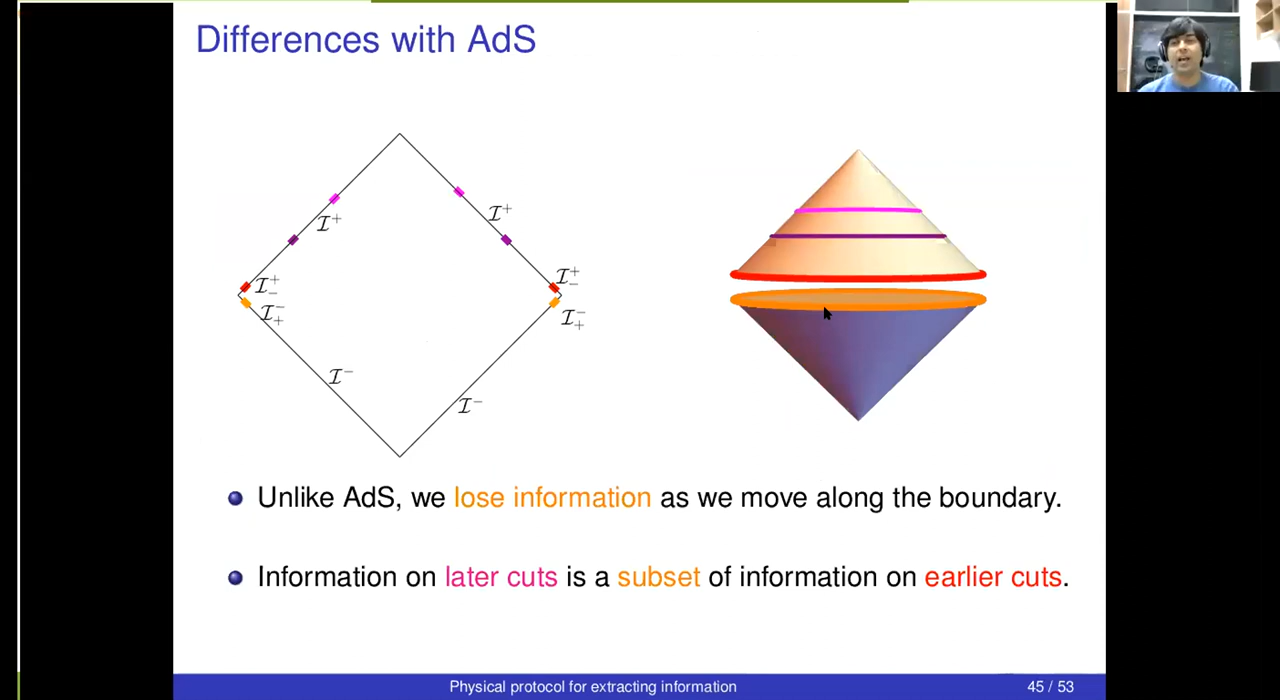 Differences with AdS
I⁺
I⁺
I⁺₋
I⁺₋
I⁻₊
I⁻₊
I⁻
I⁻
Unlike AdS, we lose information as we move along the boundary.
Information on later cuts is a subset of information on earlier cuts.
Physical protocol for extracting information
45 / 53